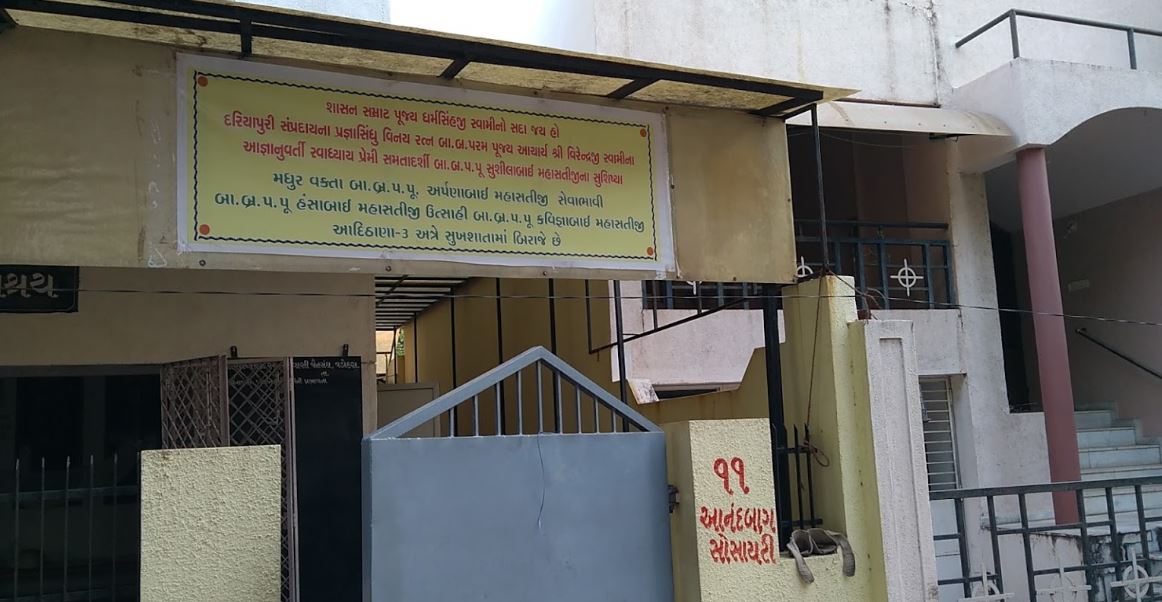 શાસન સમ્રાટ પૂજ્ય ધર્મસિંહજી સ્વામીનો સદા જય હો
દરિયાપુરી સંપ્રદાયના પ્રજ્ઞાસિંધુ વિનય રત્ન બા.બ્ર.પરમ પૂજ્ય આચાર્ય શ્રી વિરેન્દ્રજી સ્વામીના
આજ્ઞાનુવર્તી સ્વાધ્યાય પ્રેમી સમતાદર્શી બા.બ્ર.પ.પૂ સુશીલાબાઈ મહાસતીજીના સુશિષ્યા
મધુર વક્તા બા.બ્ર.પ.પૂ. અર્પણાબાઈ મહાસતીજી સેવાભાવી
બા.બ્ર.પ.પૂ હંસાબાઈ મહાસતીજી ઉત્સાહી બા.બ્ર.પ.પૂ કવિજ્ઞાબાઈ મહાસતીજી
આદિઠાણા-૩ અત્રે સુખશાતામાં બિરાજે છે
૧૧
આનંદબાગ
સોસાયટી